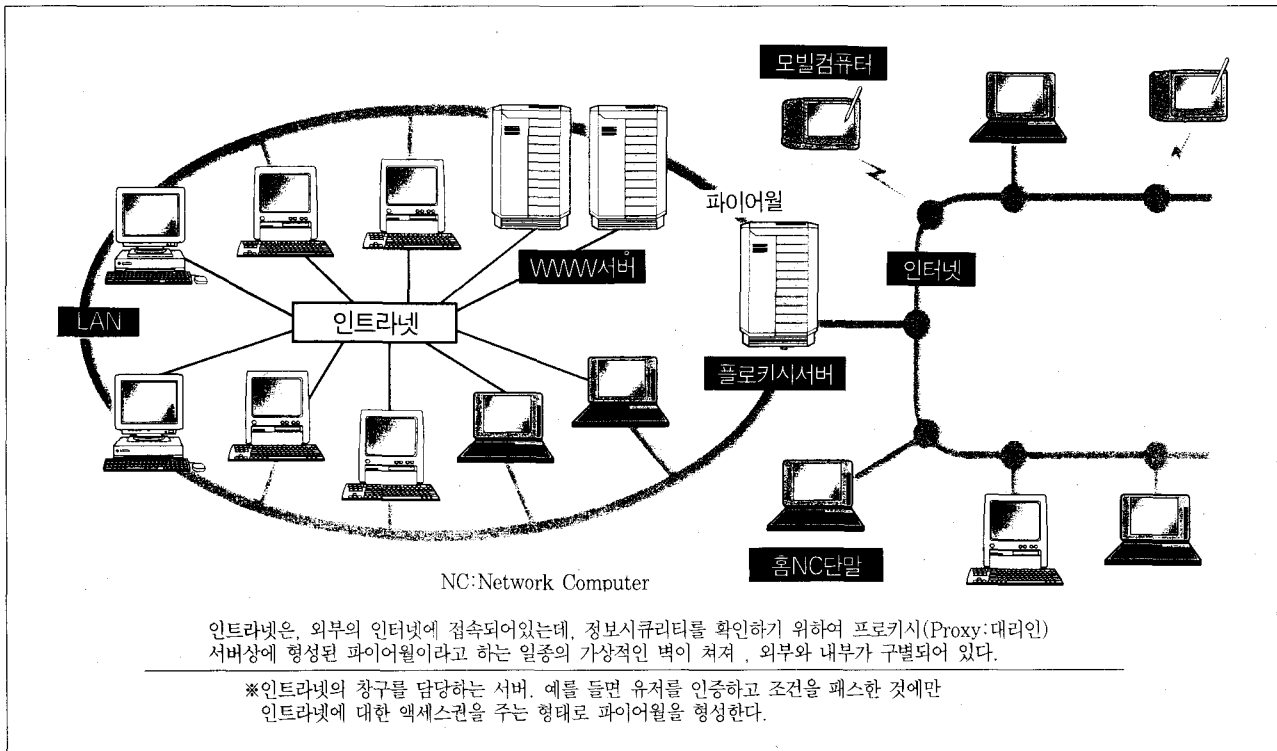 모빌컴퓨터
파이어월
WWW서버
인터넷
LAN
인트라넷
플로키시서버
홈NC단말
NC:Network Computer
인트라넷은, 외부의 인터넷에 접속되어있는데, 정보시큐리티를 확인하기 위하여 프로키시(Proxy:대리인)
서버상에 형성된 파이어월이라고 하는 일종의 가상적인 벽이 쳐져 , 외부와 내부가 구별되어 있다.
※인트라넷의 창구를 담당하는 서버. 예를 들면 유저를 인증하고 조건을 패스한 것에만
인트라넷에 대한 액세스권을 주는 형태로 파이어월을 형성한다.